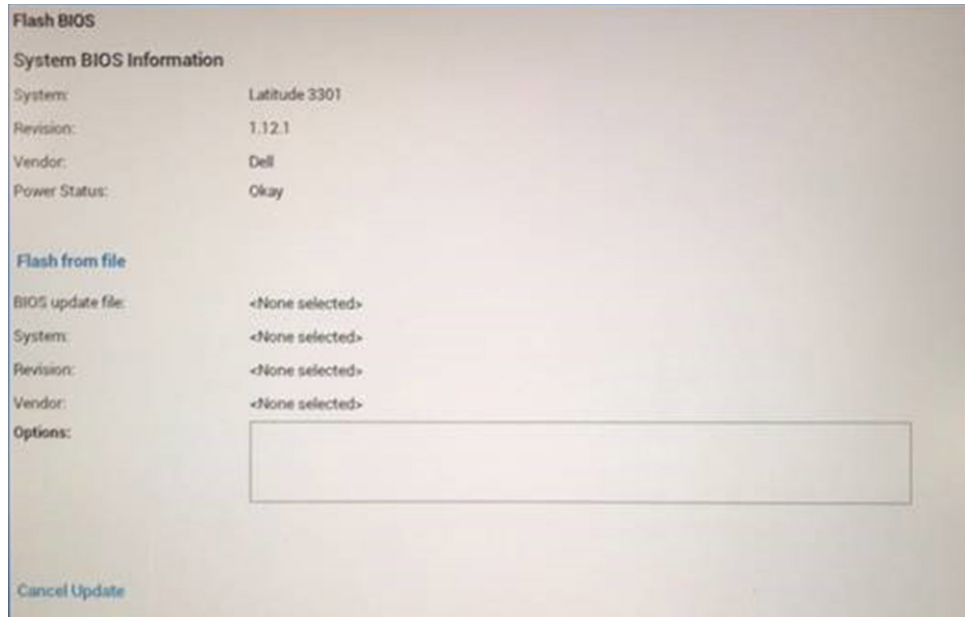 Flash BIOS
System BIOS Information
System: Latitude 3301
Revision: 1.12.1
Vendor: Dell
Power Status: Okay
Flash from file
BIOS update file: <None selected>
System: <None selected>
Revision: <None selected>
Vendor: <None selected>
Options:
Cancel Update